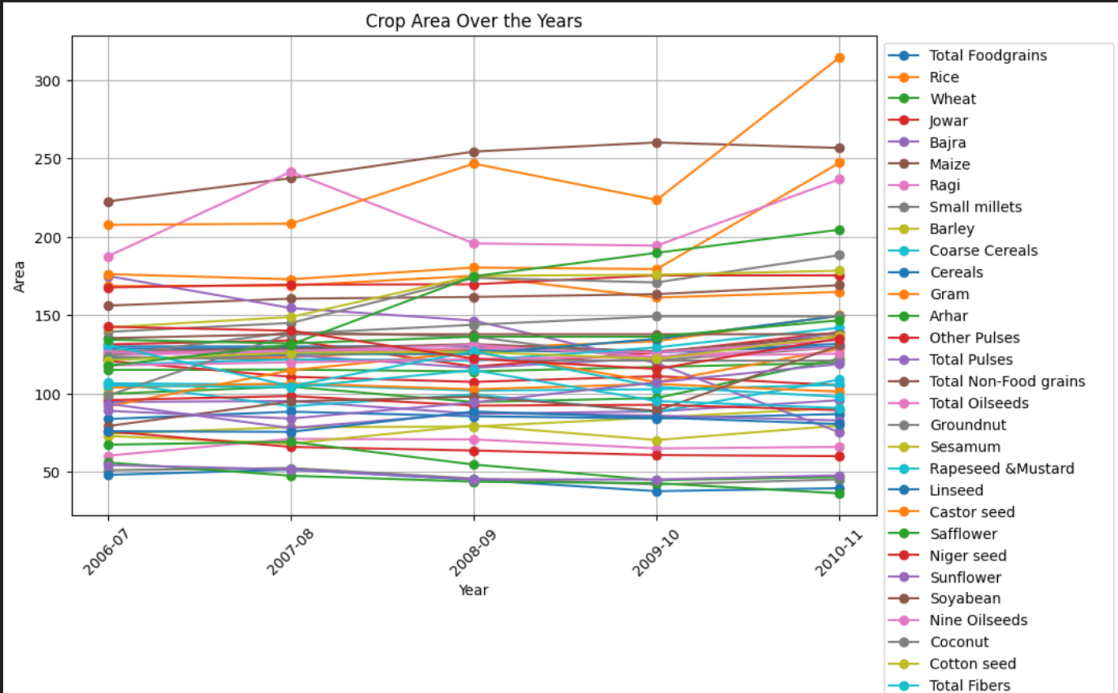 Crop Area Over the Years
300
250
200
150
100
50
Area
2006-07
2007-08
2008-09
2009-10
2010-11
Year
Total Foodgrains
Rice
Wheat
Jowar
Bajra
Maize
Ragi
Small millets
Barley
Coarse Cereals
Cereals
Gram
Arhar
Other Pulses
Total Pulses
Total Non-Food grains
Total Oilseeds
Groundnut
Sesamum
Rapeseed &Mustard
Linseed
Castor seed
Safflower
Niger seed
Sunflower
Soyabean
Nine Oilseeds
Coconut
Cotton seed
Total Fibers